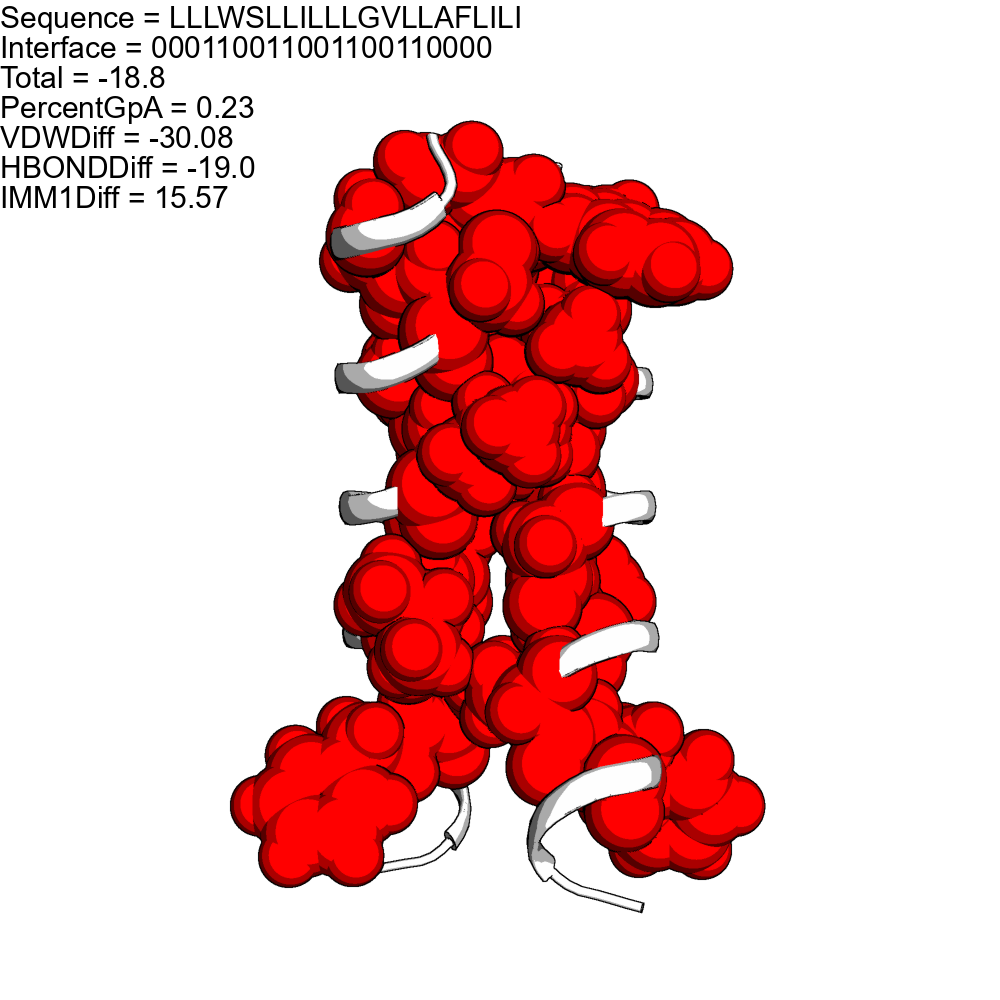 Sequence = LLLWSLLILLLGVLLAFLILI
Interface = 000110011001100110000
Total = -18.8
PercentGpA = 0.23
VDWDiff = -30.08
HBONDDiff = -19.0
IMM1Diff = 15.57